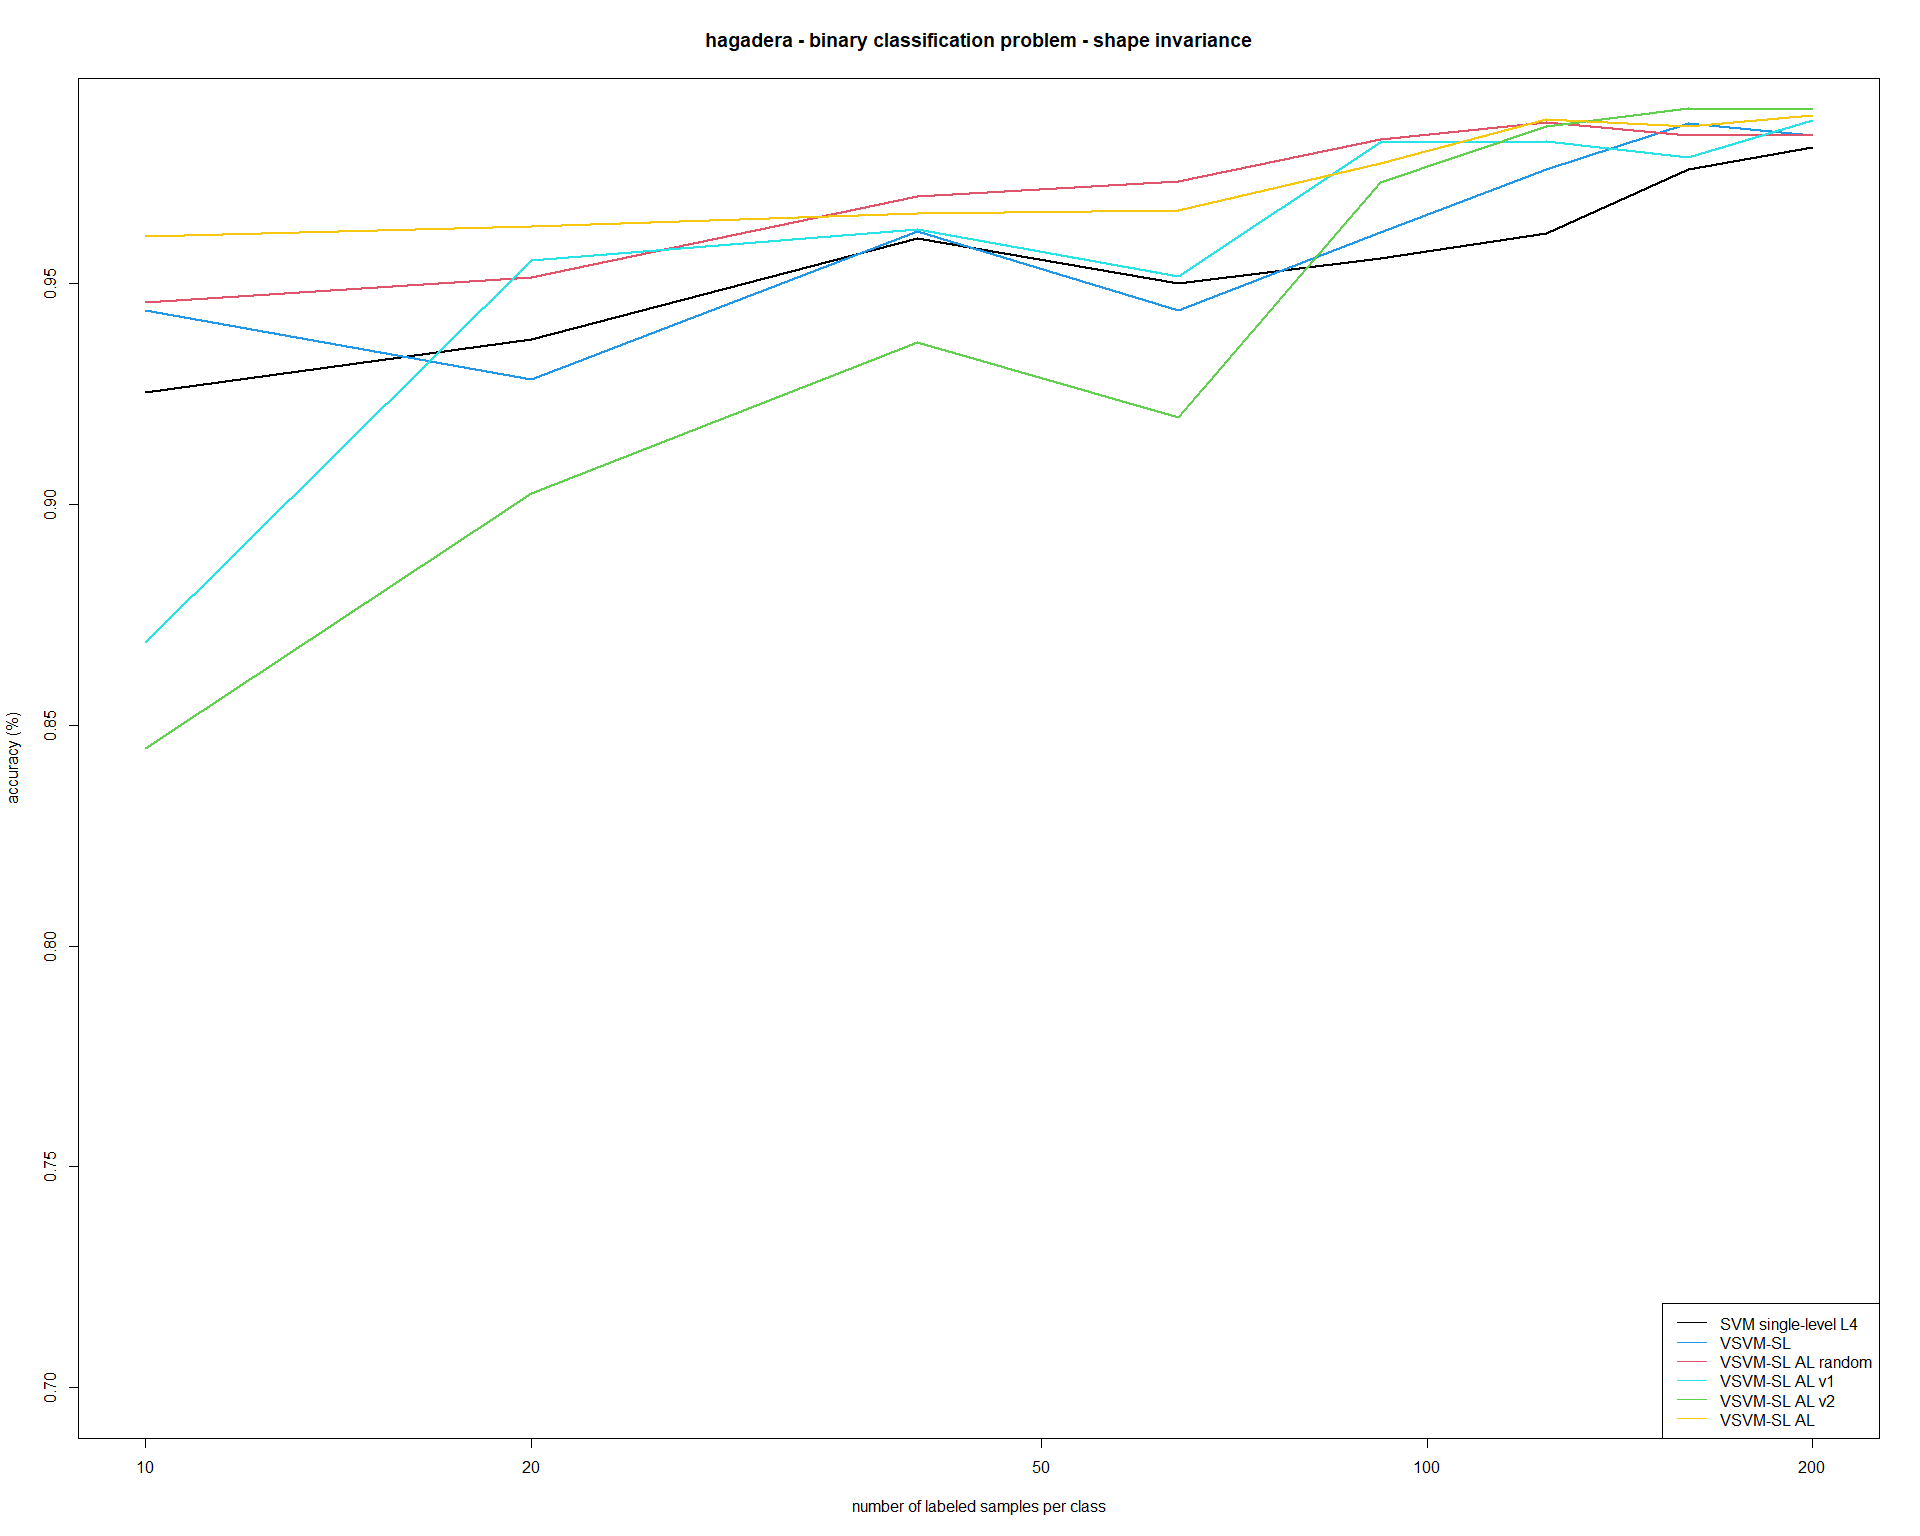 hagadera - binary classification problem - shape invariance
accuracy (%)
0.95
0.90
0.85
0.80
0.75
0.70
10
20
50
100
200
number of labeled samples per class
SVM single-level L4
VSVM-SL
VSVM-SL AL random
VSVM-SL AL v1
VSVM-SL AL v2
VSVM-SL AL